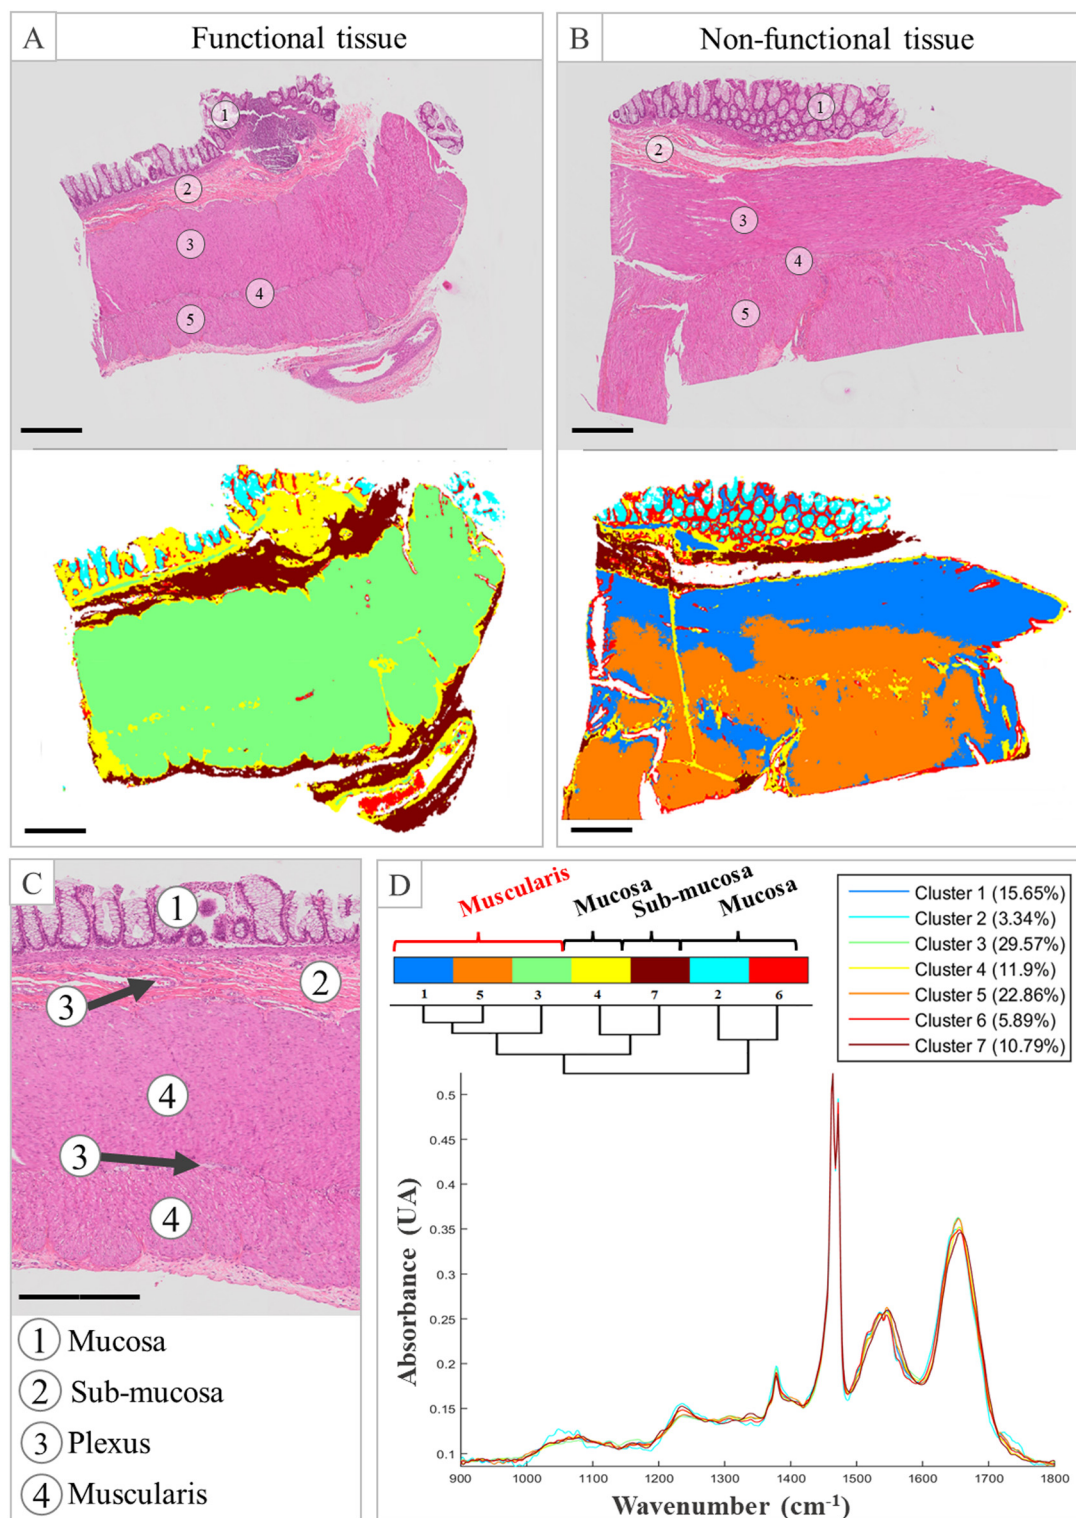 A
Functional tissue
1
2
3
4
5
B
Non-functional tissue
1
2
3
4
5
C
1
2
3
4
3
4
1 Mucosa
2 Sub-mucosa
3 Plexus
4 Muscularis
D
Muscularis
Mucosa
Sub-mucosa
Mucosa
1 5 3 4 7 2 6
Cluster 1 (15.65%)
Cluster 2 (3.34%)
Cluster 3 (29.57%)
Cluster 4 (11.9%)
Cluster 5 (22.86%)
Cluster 6 (5.89%)
Cluster 7 (10.79%)
Absorbance (UA)
0.5
0.45
0.4
0.35
0.3
0.25
0.2
0.15
0.1
900 1000 1100 1200 1300 1400 1500 1600 1700 1800
Wavenumber (cm⁻¹)